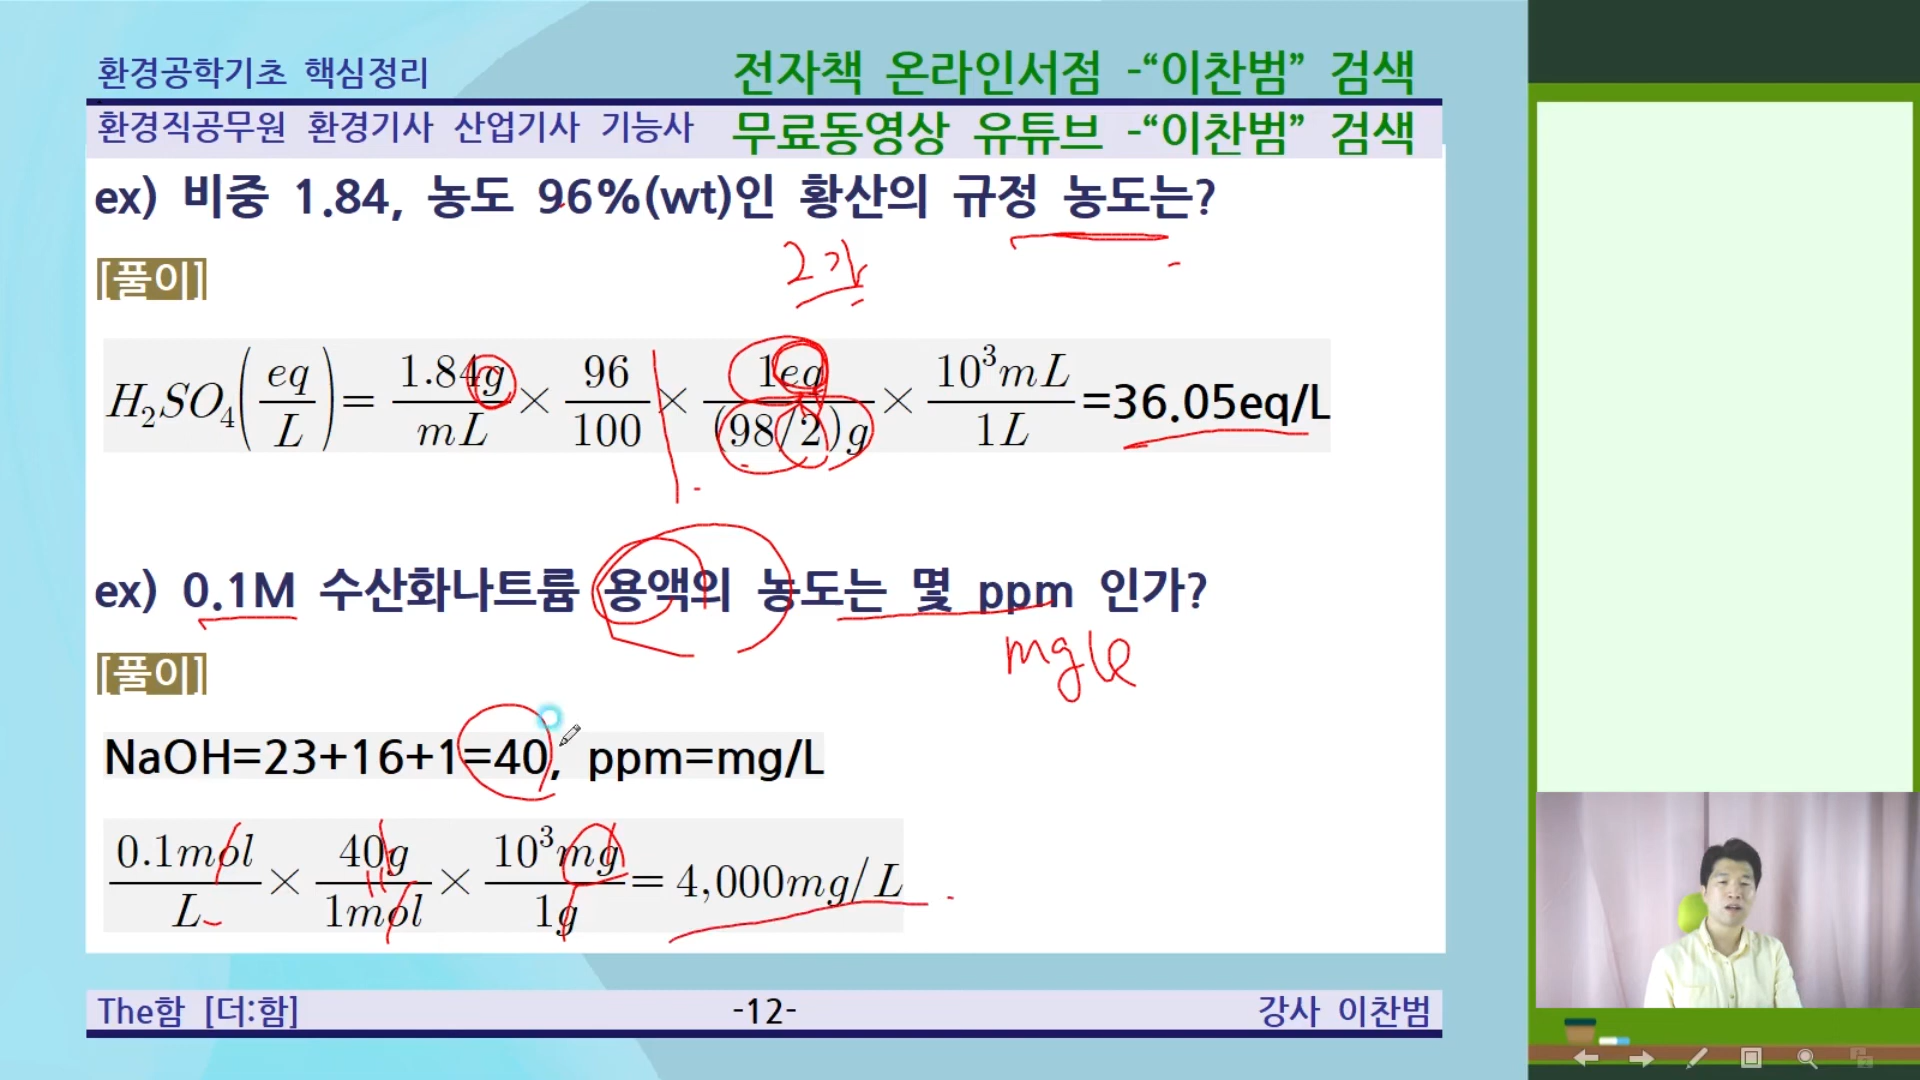 환경공학기초 핵심정리
전자책 온라인서점 -“이찬범” 검색
환경직공무원 환경기사 산업기사 기능사
무료동영상 유튜브 -“이찬범” 검색
ex) 비중 1.84, 농도 96%(wt)인 황산의 규정 농도는?
2가
[풀이]
H₂SO₄(eq/L) = 1.84g/mL × 96/100 × 1eq/(98/2)g × 10³mL/1L =36.05eq/L
ex) 0.1M 수산화나트륨 용액의 농도는 몇 ppm 인가?
mg/ℓ
[풀이]
NaOH=23+16+1=40, ppm=mg/L
0.1mol/L × 40g/1mol × 10³mg/1g = 4,000mg/L
The함 [더:함]
-12-
강사 이찬범